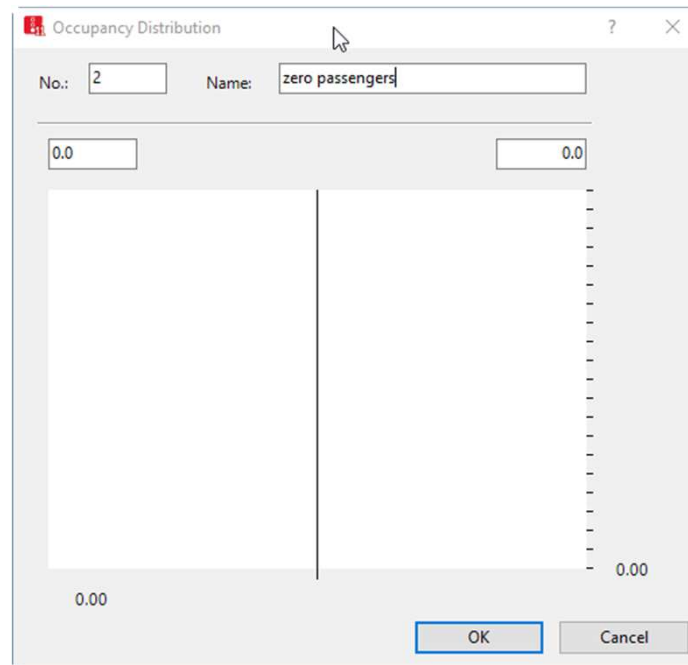 Occupancy Distribution
No.: 2 Name: zero passengers
0.0 0.0
0.00
0.00
OK Cancel